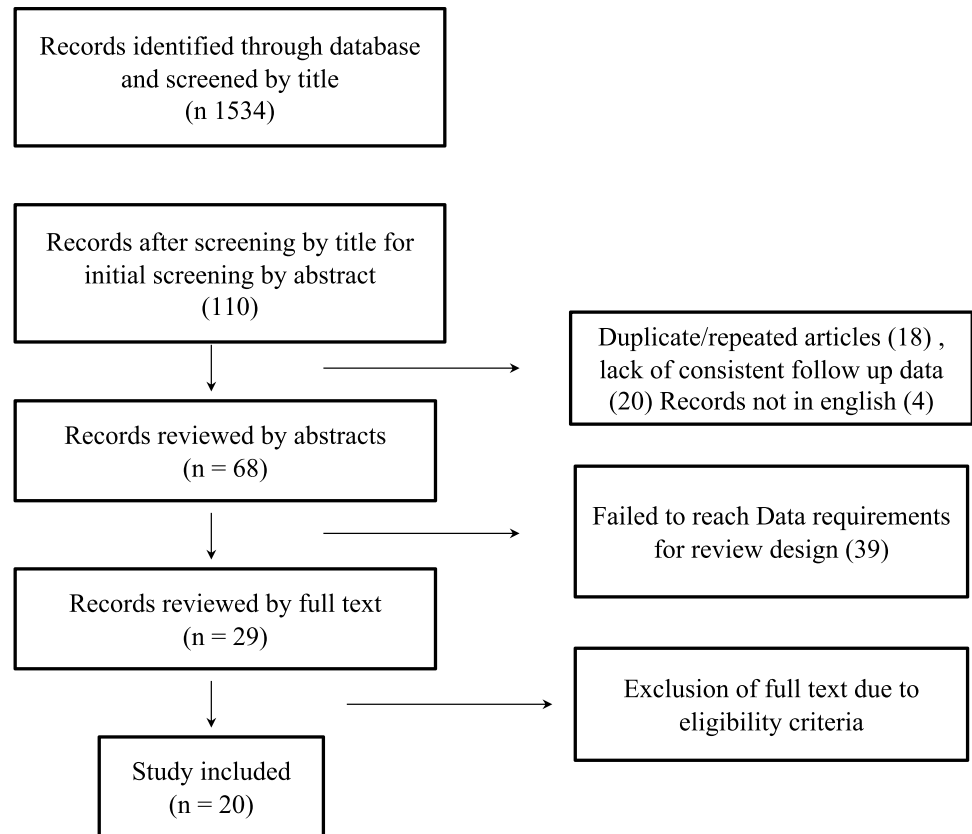 Records identified through database
and screened by title
(n 1534)
Records after screening by title for
initial screening by abstract
(110)
Duplicate/repeated articles (18) ,
lack of consistent follow up data
(20) Records not in english (4)
Records reviewed by abstracts
(n = 68)
Failed to reach Data requirements
for review design (39)
Records reviewed by full text
(n = 29)
Exclusion of full text due to
eligibility criteria
Study included
(n = 20)